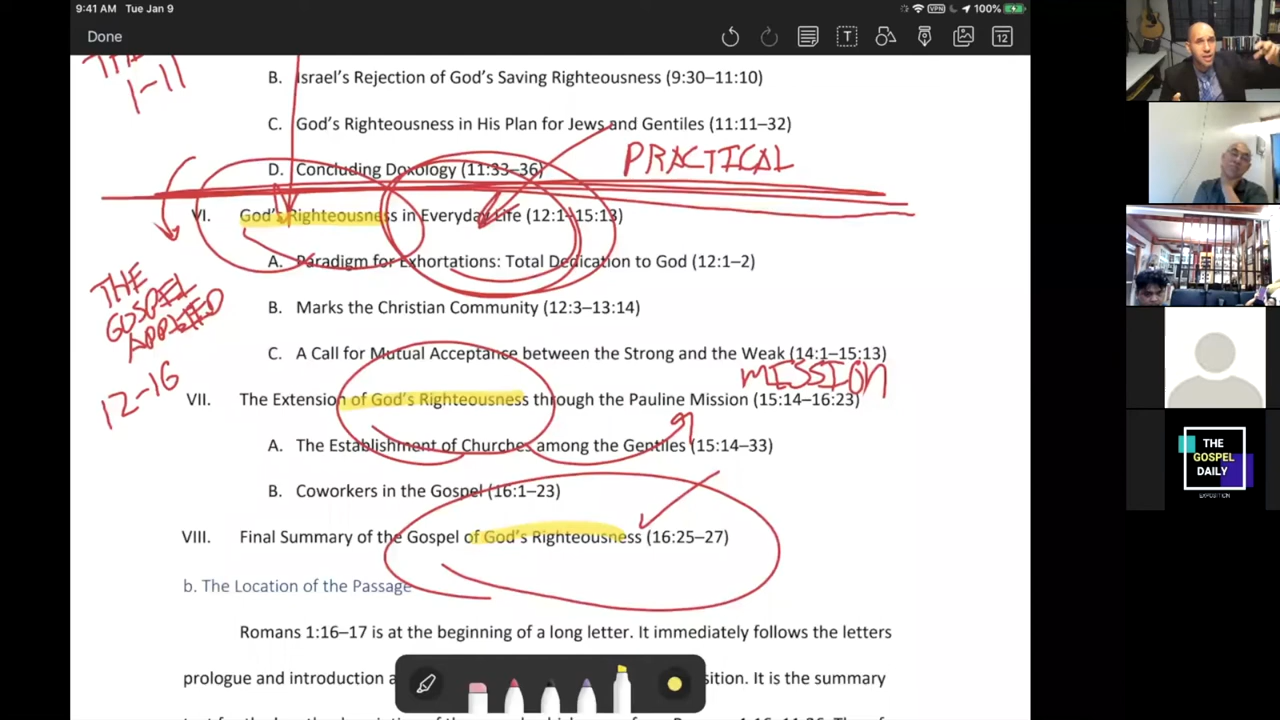 9:41 AM Tue Jan 9
VPN
100%
Done
12
THE
1-11
B. Israel's Rejection of God's Saving Righteousness (9:30–11:10)
C. God's Righteousness in His Plan for Jews and Gentiles (11:11–32)
PRACTICAL
D. Concluding Doxology (11:33–36)
VI. God's Righteousness in Everyday Life (12:1–15:13)
A. Paradigm for Exhortations: Total Dedication to God (12:1–2)
THE
GOSPEL
APPLIED
12-16
B. Marks the Christian Community (12:3–13:14)
C. A Call for Mutual Acceptance between the Strong and the Weak (14:1–15:13)
MISSION
VII. The Extension of God's Righteousness through the Pauline Mission (15:14–16:23)
A. The Establishment of Churches among the Gentiles (15:14–33)
B. Coworkers in the Gospel (16:1–23)
VIII. Final Summary of the Gospel of God's Righteousness (16:25–27)
b. The Location of the Passage
Romans 1:16–17 is at the beginning of a long letter. It immediately follows the letters
prologue and introduction sition. It is the summary
THE
GOSPEL
DAILY
EXPOSITION